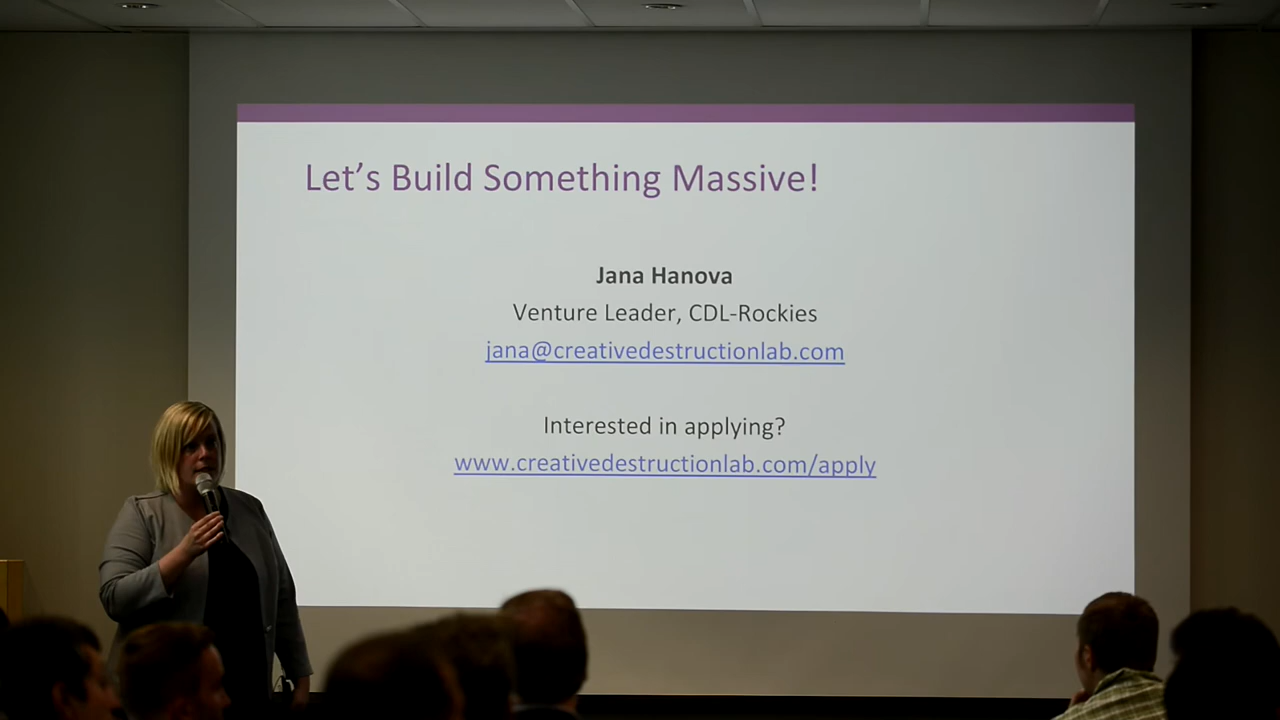 Let's Build Something Massive!
Jana Hanova
Venture Leader, CDL-Rockies
jana@creativedestructionlab.com
Interested in applying?
www.creativedestructionlab.com/apply